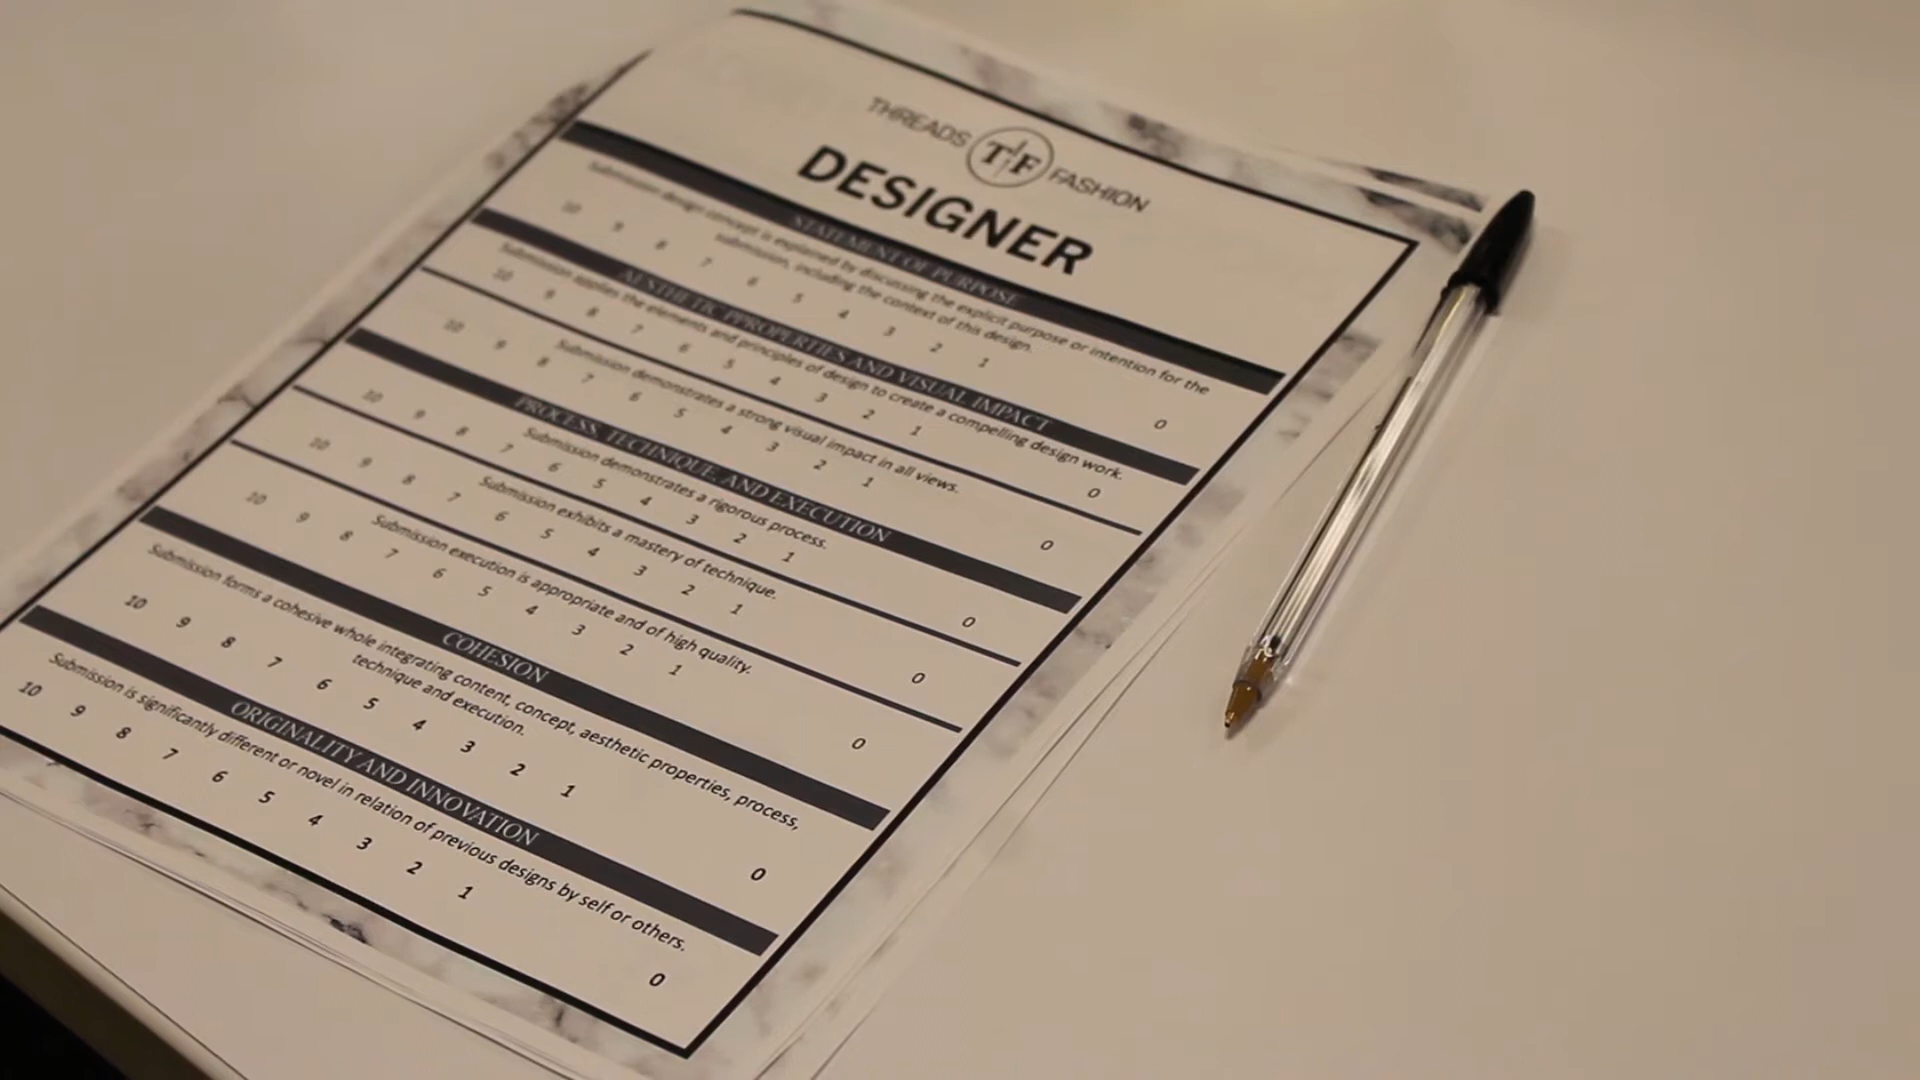 THREADS TF FASHION
DESIGNER
STATEMENT OF PURPOSE
Submission design concept is explained by discussing the explicit purpose or intention for the
submission, including the context of this design.
10 9 8 7 6 5 4 3 2 1 0
AESTHETIC PPROPERTIES AND VISUAL IMPACT
Submission applies the elements and principles of design to create a compelling design work.
10 9 8 7 6 5 4 3 2 1 0
Submission demonstrates a strong visual impact in all views.
10 9 8 7 6 5 4 3 2 1 0
PROCESS, TECHNIQUE, AND EXECUTION
Submission demonstrates a rigorous process.
10 9 8 7 6 5 4 3 2 1 0
Submission exhibits a mastery of technique.
10 9 8 7 6 5 4 3 2 1 0
Submission execution is appropriate and of high quality.
10 9 8 7 6 5 4 3 2 1 0
COHESION
Submission forms a cohesive whole integrating content, concept, aesthetic properties, process,
technique and execution.
10 9 8 7 6 5 4 3 2 1 0
ORIGINALITY AND INNOVATION
Submission is significantly different or novel in relation of previous designs by self or others.
10 9 8 7 6 5 4 3 2 1 0